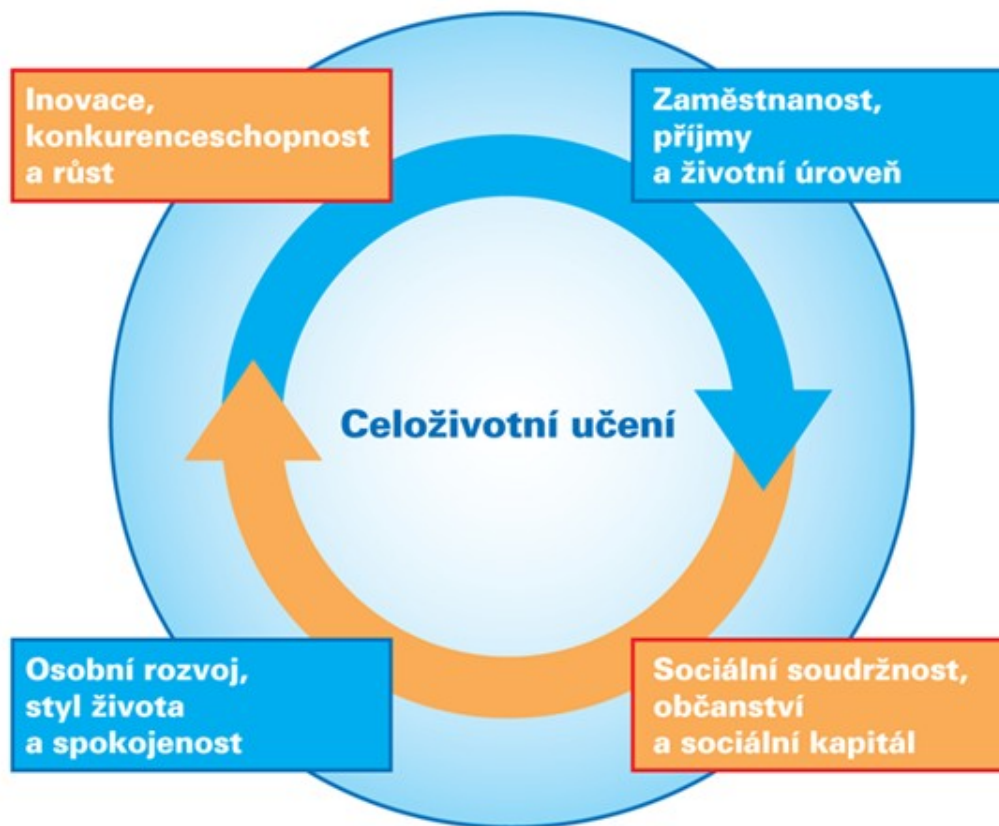 Inovace,
konkurenceschopnost
a růst
Zaměstnanost,
příjmy
a životní úroveň
Celoživotní učení
Osobní rozvoj,
styl života
a spokojenost
Sociální soudržnost,
občanství
a sociální kapitál